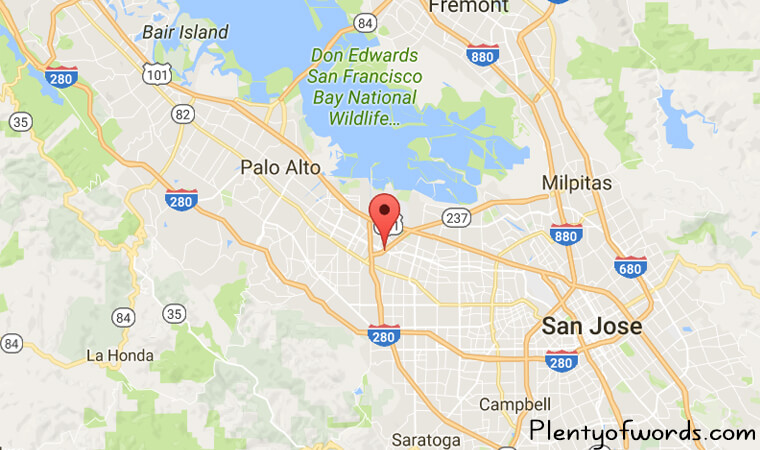 Fremont
84
Bair Island
Don Edwards
San Francisco
Bay National
Wildlife...
880
280
101
35
82
Palo Alto
Milpitas
280
237
880
680
84
35
San Jose
280
280
84
La Honda
Campbell
Saratoga
Plentyofwords.com